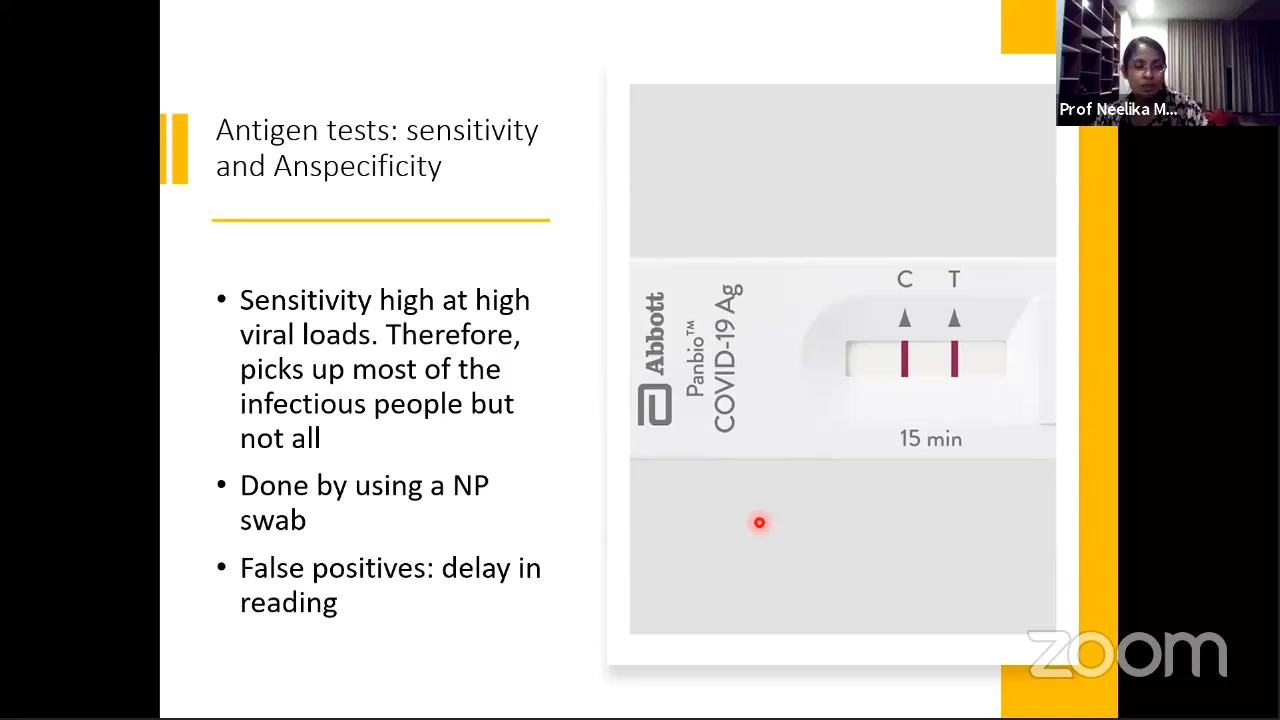 Antigen tests: sensitivity
and Anspecificity
• Sensitivity high at high
viral loads. Therefore,
picks up most of the
infectious people but
not all
• Done by using a NP
swab
• False positives: delay in
reading
Abbott
Panbio™
COVID-19 Ag
C T
15 min
Prof Neelika M...
zoom